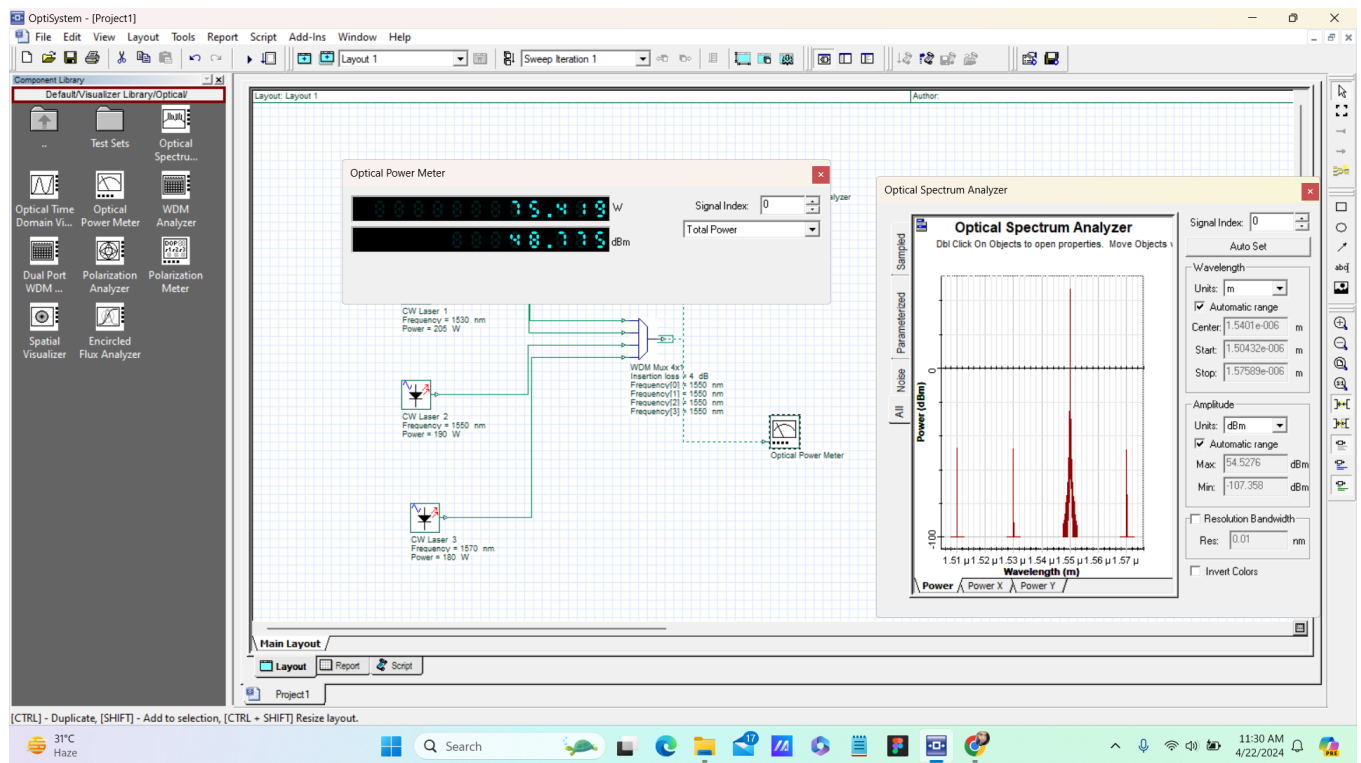 OptiSystem - [Project1]
File Edit View Layout Tools Report Script Add-Ins Window Help
Layout 1
Sweep Iteration 1
Component Library
Default/Visualizer Library/Optical/
..
Test Sets
Optical
Spectru...
Optical Time
Domain Vi...
Optical
Power Meter
WDM
Analyzer
Dual Port
WDM ...
Polarization
Analyzer
Polarization
Meter
Spatial
Visualizer
Encircled
Flux Analyzer
Layout: Layout 1
Author:
Optical Power Meter
75.419 W
48.775 dBm
Signal Index: 0
Total Power
alyzer
CW Laser 1
Frequency = 1530 nm
Power = 205 W
CW Laser 2
Frequency = 1550 nm
Power = 190 W
CW Laser 3
Frequency = 1570 nm
Power = 180 W
WDM Mux 4x1
Insertion loss = 4 dB
Frequency[0] = 1550 nm
Frequency[1] = 1550 nm
Frequency[2] = 1550 nm
Frequency[3] = 1550 nm
Optical Power Meter
Optical Spectrum Analyzer
Optical Spectrum Analyzer
Dbl Click On Objects to open properties. Move Objects
Sampled
Parameterized
Noise
All
Power (dBm)
0
-100
1.51 µ 1.52 µ 1.53 µ 1.54 µ 1.55 µ 1.56 µ 1.57 µ
Wavelength (m)
Power
Power X
Power Y
Signal Index: 0
Auto Set
Wavelength
Units: m
Automatic range
Center: 1.5401e-006 m
Start: 1.50432e-006 m
Stop: 1.57589e-006 m
Amplitude
Units: dBm
Automatic range
Max: 54.5276 dBm
Min: -107.358 dBm
Resolution Bandwidth
Res: 0.01 nm
Invert Colors
Main Layout
Layout
Report
Script
Project1
[CTRL] - Duplicate, [SHIFT] - Add to selection, [CTRL + SHIFT] Resize layout.
31°C
Haze
Search
17
11:30 AM
4/22/2024